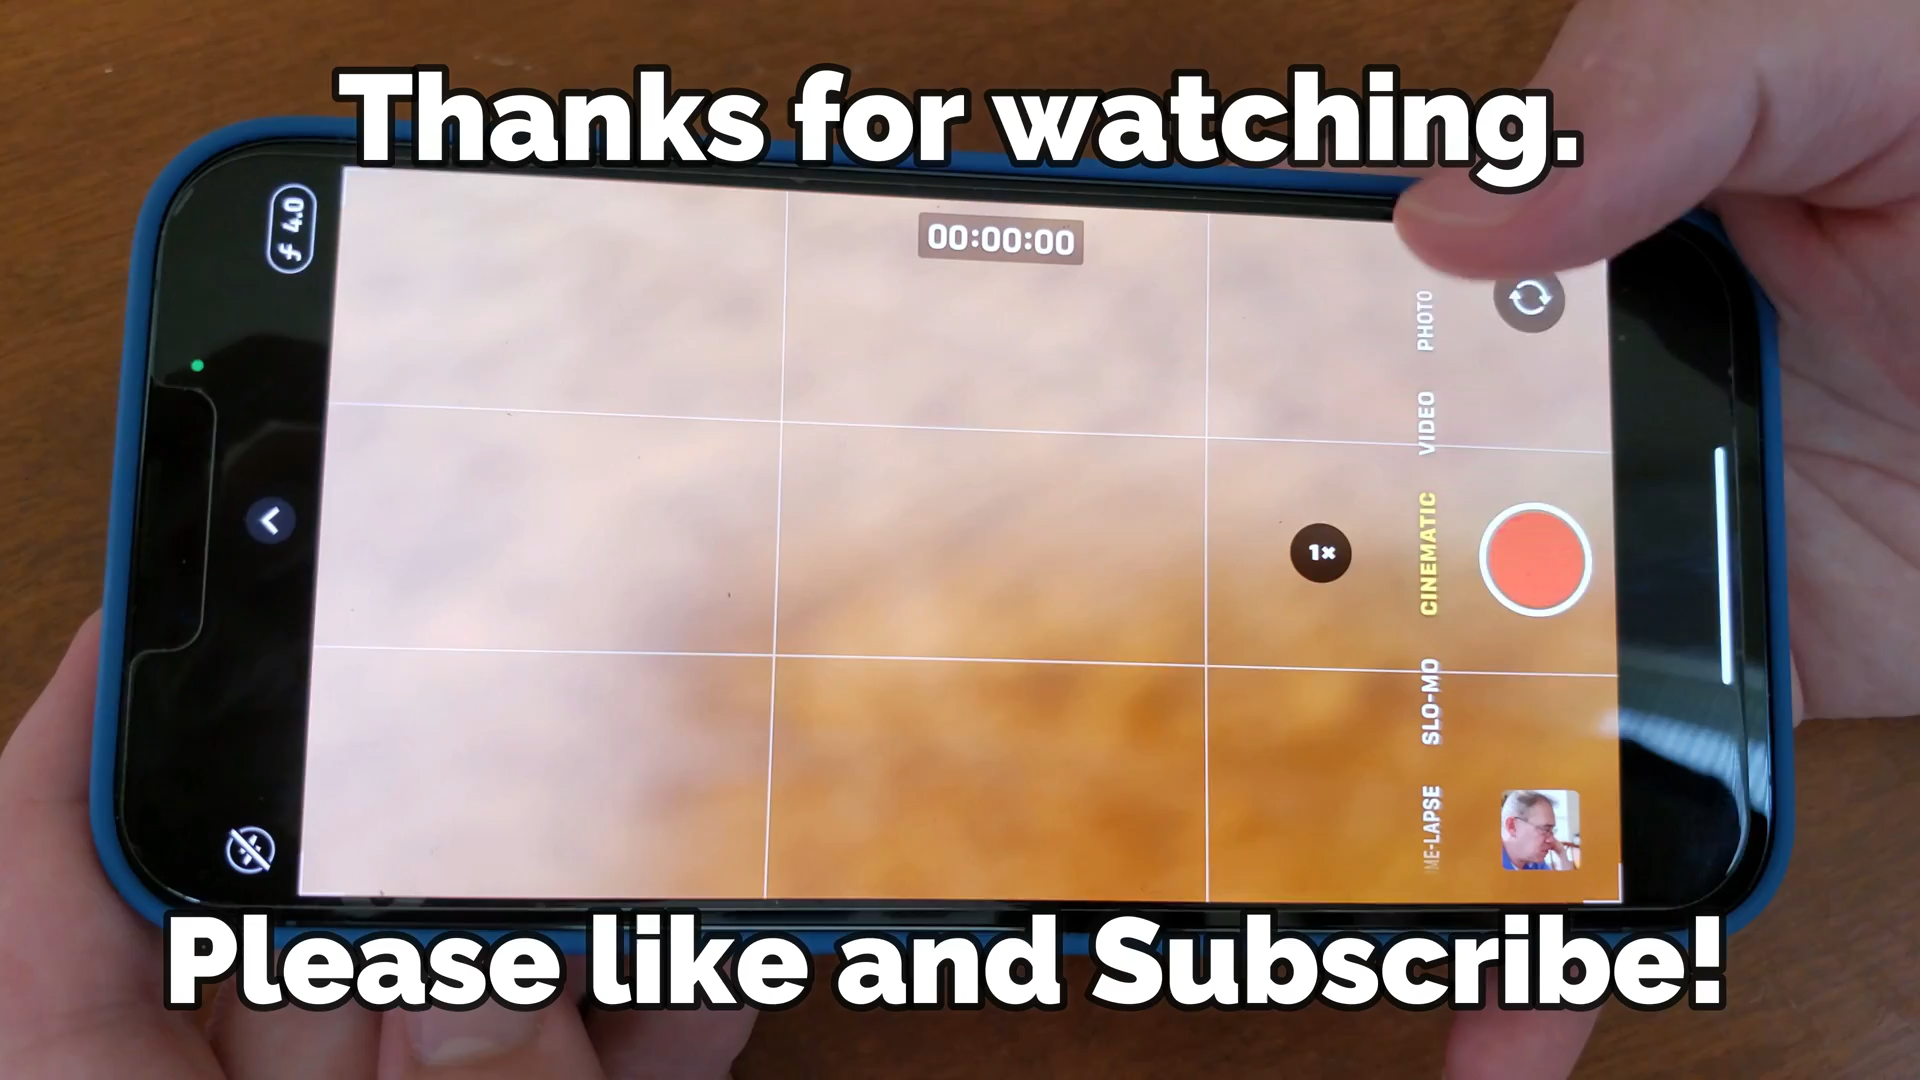 Thanks for watching.
f 4.0
00:00:00
PHOTO
VIDEO
1×
CINEMATIC
SLO-MO
ME-LAPSE
Please like and Subscribe!